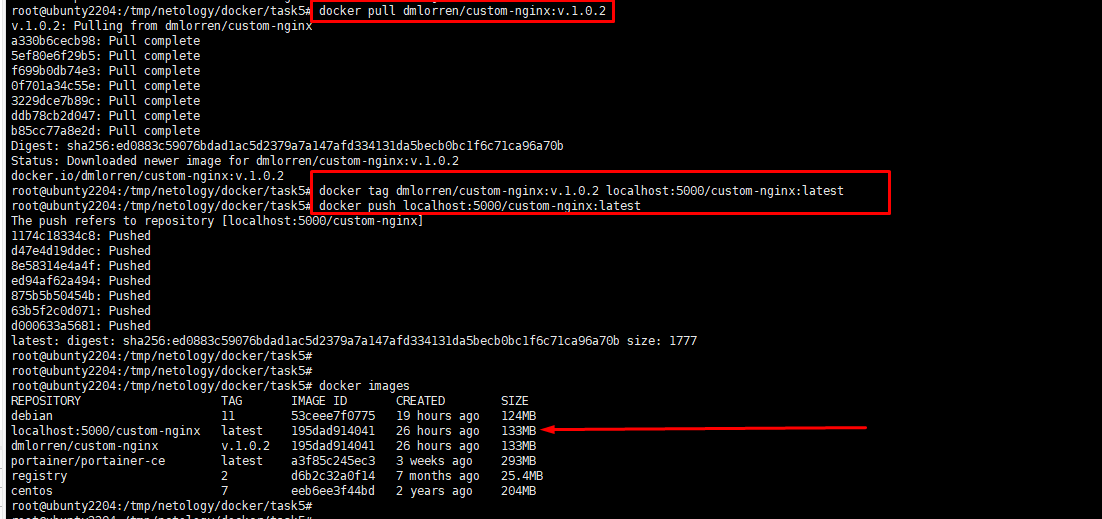 root@ubunty2204:/tmp/netology/docker/task5# docker pull dmlorren/custom-nginx:v.1.0.2
v.1.0.2: Pulling from dmlorren/custom-nginx
a330b6cecb98: Pull complete
5ef80e6f29b5: Pull complete
f699b0db74e3: Pull complete
0f701a34c55e: Pull complete
3229dce7b89c: Pull complete
ddb78cb2d047: Pull complete
b85cc77a8e2d: Pull complete
Digest: sha256:ed0883c59076bdad1ac5d2379a7a147afd334131da5becb0bc1f6c71ca96a70b
Status: Downloaded newer image for dmlorren/custom-nginx:v.1.0.2
docker.io/dmlorren/custom-nginx:v.1.0.2
root@ubunty2204:/tmp/netology/docker/task5# docker tag dmlorren/custom-nginx:v.1.0.2 localhost:5000/custom-nginx:latest
root@ubunty2204:/tmp/netology/docker/task5# docker push localhost:5000/custom-nginx:latest
The push refers to repository [localhost:5000/custom-nginx]
1174c18334c8: Pushed
d47e4d19ddec: Pushed
8e58314e4a4f: Pushed
ed94af62a494: Pushed
875b5b50454b: Pushed
63b5f2c0d071: Pushed
d000633a5681: Pushed
latest: digest: sha256:ed0883c59076bdad1ac5d2379a7a147afd334131da5becb0bc1f6c71ca96a70b size: 1777
root@ubunty2204:/tmp/netology/docker/task5#
root@ubunty2204:/tmp/netology/docker/task5#
root@ubunty2204:/tmp/netology/docker/task5# docker images
REPOSITORY TAG IMAGE ID CREATED SIZE
debian 11 53ceee7f0775 19 hours ago 124MB
localhost:5000/custom-nginx latest 195dad914041 26 hours ago 133MB
dmlorren/custom-nginx v.1.0.2 195dad914041 26 hours ago 133MB
portainer/portainer-ce latest a3f85c245ec3 3 weeks ago 293MB
registry 2 d6b2c32a0f14 7 months ago 25.4MB
centos 7 eeb6ee3f44bd 2 years ago 204MB
root@ubunty2204:/tmp/netology/docker/task5#